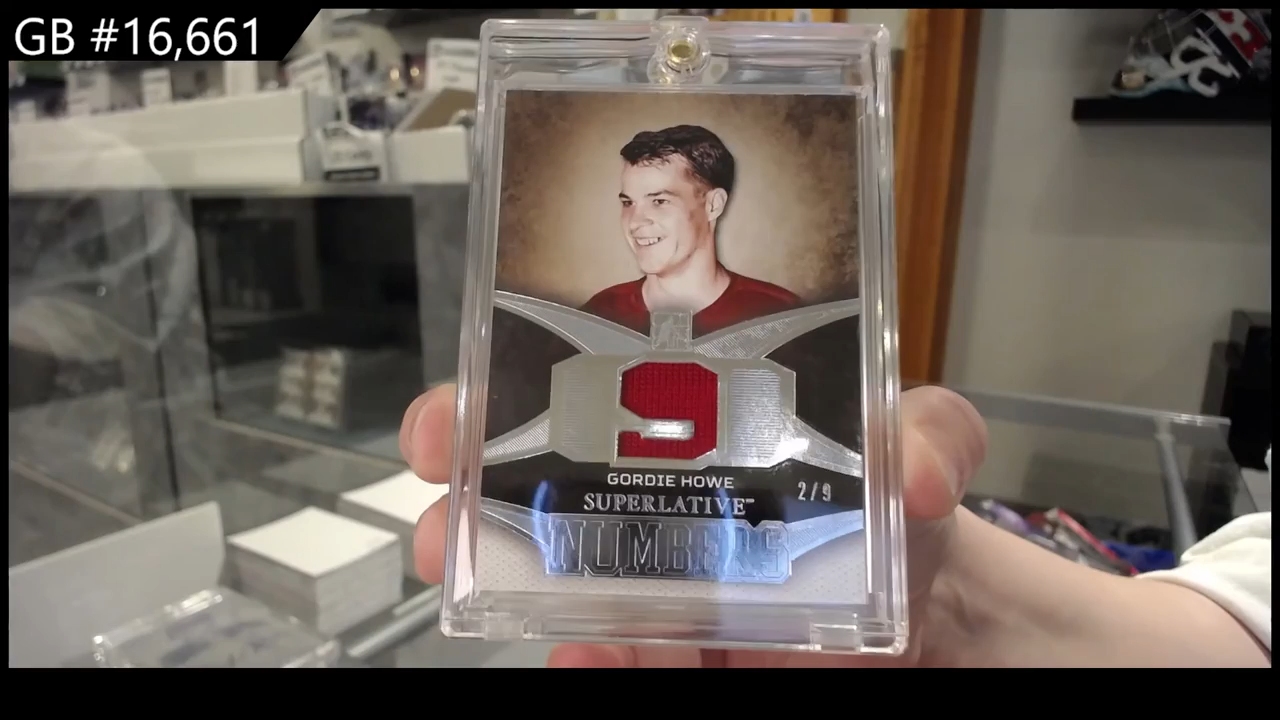 GB #16,661
9
GORDIE HOWE
2/9
SUPERLATIVE™
NUMBERS